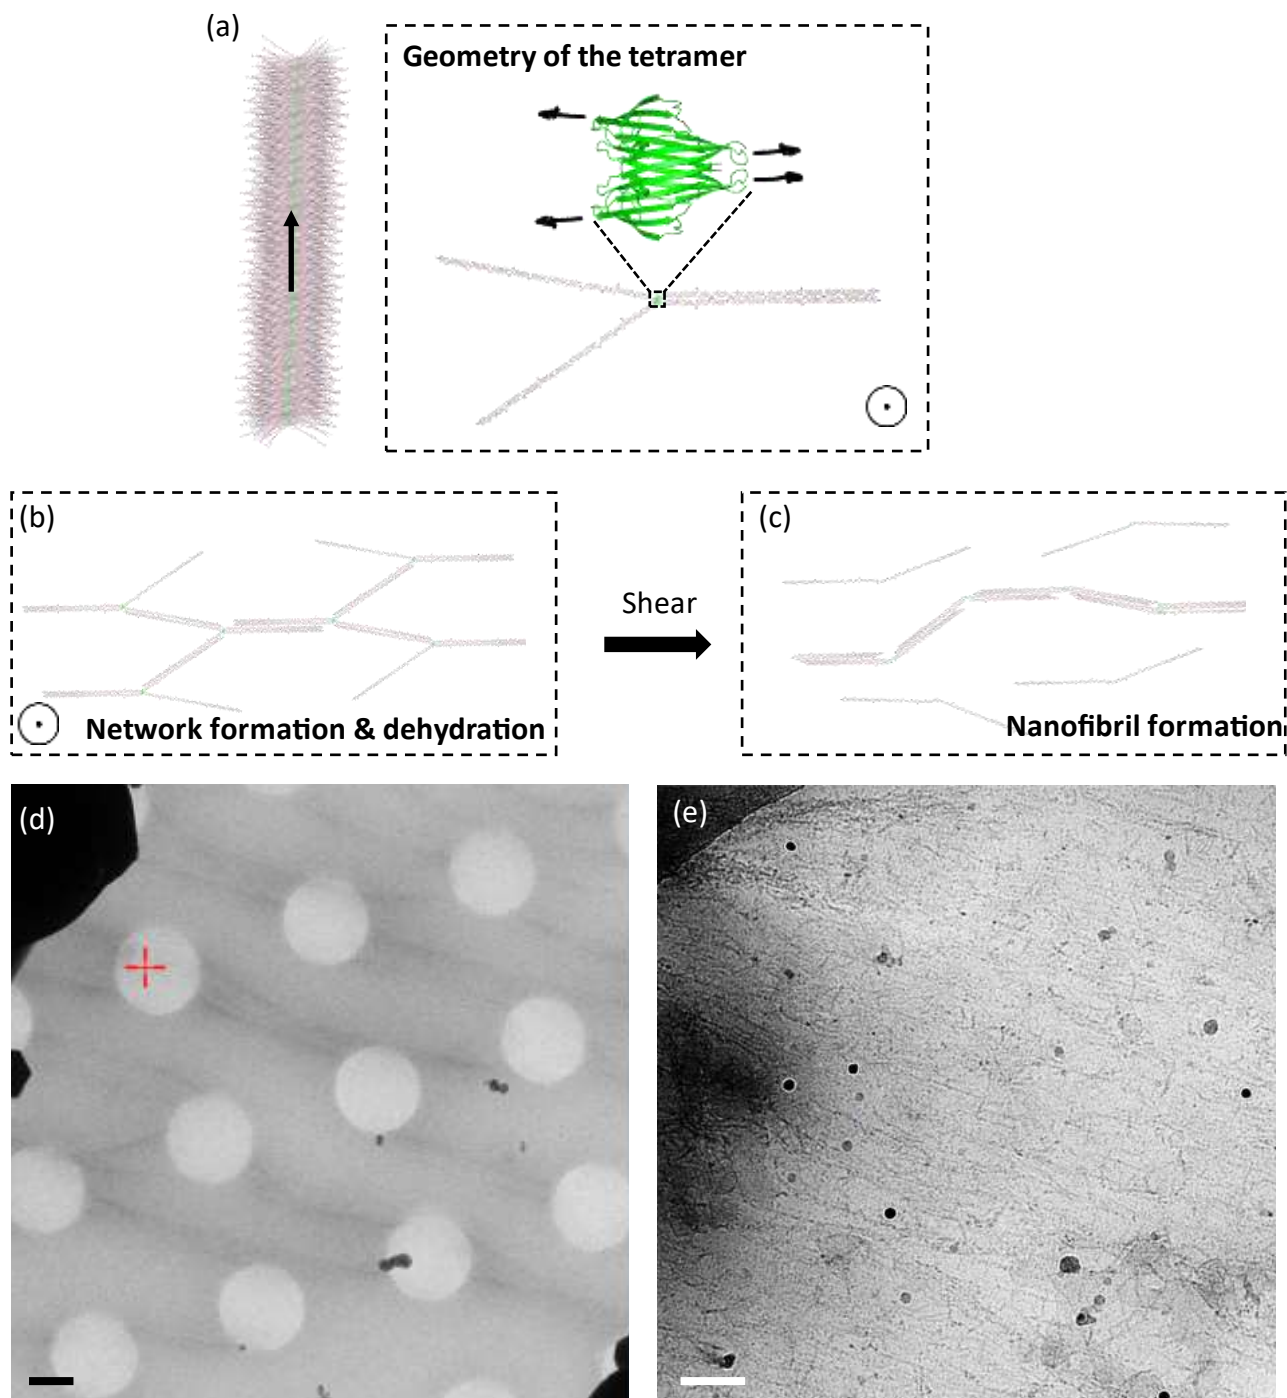 (a)
Geometry of the tetramer
(b)
Network formation & dehydration
Shear
(c)
Nanofibril formation
(d)
(e)